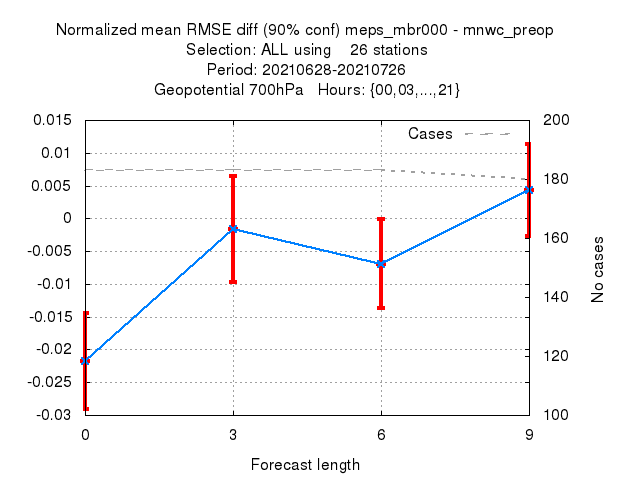 Normalized mean RMSE diff (90% conf) meps_mbr000 - mnwc_preop
Selection: ALL using    26 stations
Period: 20210628-20210726
Geopotential 700hPa   Hours: {00,03,...,21}
Cases
0.015
0.01
0.005
0
-0.005
-0.01
-0.015
-0.02
-0.025
-0.03
200
180
160
140
120
100
No cases
0 3 6 9
Forecast length